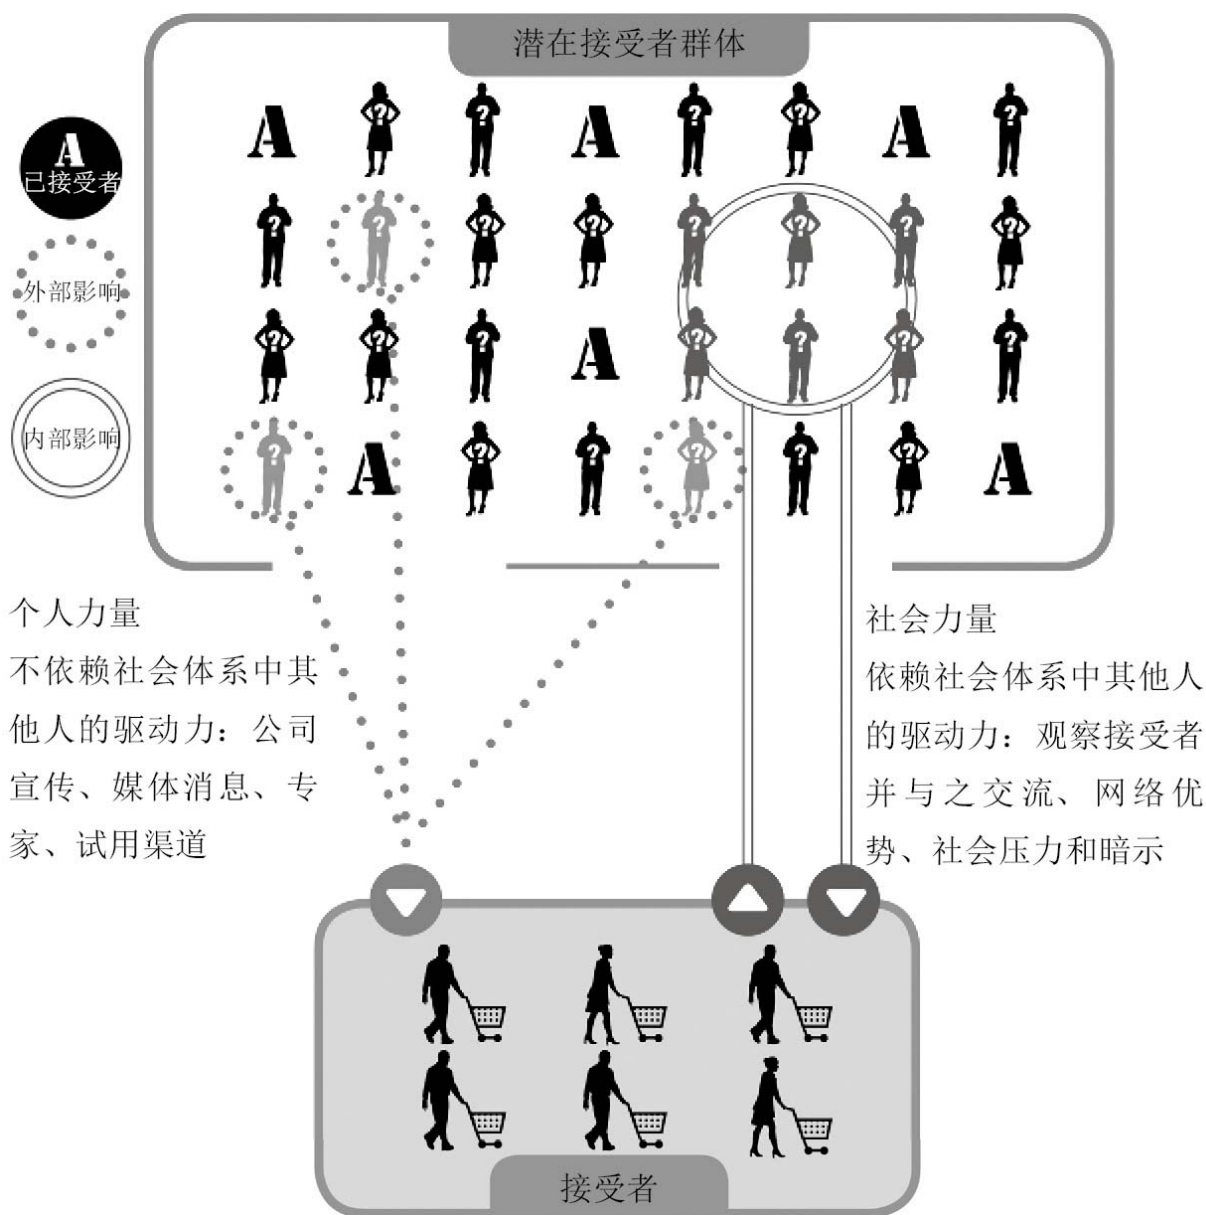 潜在接受者群体
A ? ? A ? ? A ?
A
已接受者
? ? ? ? ? ? ? ?
外部影响
? ? ? A ? ? ? ?
内部影响
? A ? ? ? ? ? A
个人力量
不依赖社会体系中其
他人的驱动力：公司
宣传、媒体消息、专
家、试用渠道
社会力量
依赖社会体系中其他人
的驱动力：观察接受者
并与之交流、网络优
势、社会压力和暗示
接受者